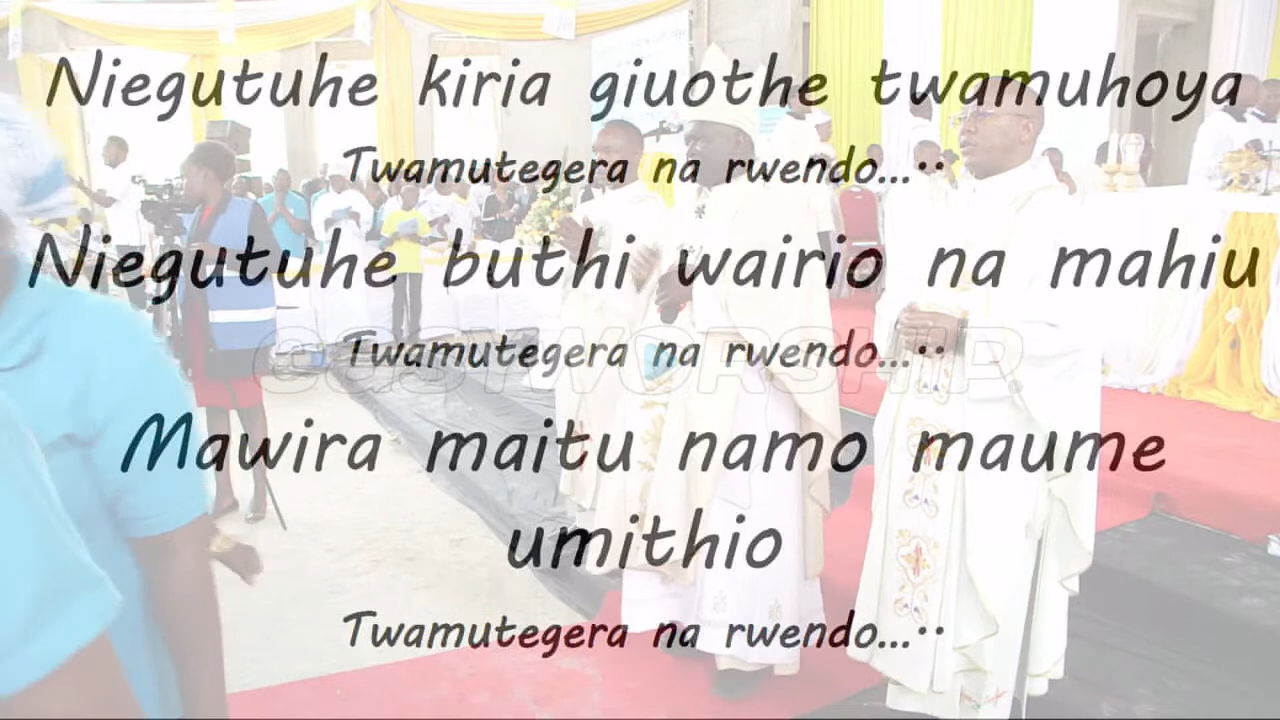 Niegutuhe kiria giuothe twamuhoya
Twamutegera na rwendo.....
Niegutuhe buthi wairio na mahiu
Twamutegera na rwendo.....
@CSTWORSHIP
Mawira maitu namo maume
umithio
Twamutegera na rwendo.....